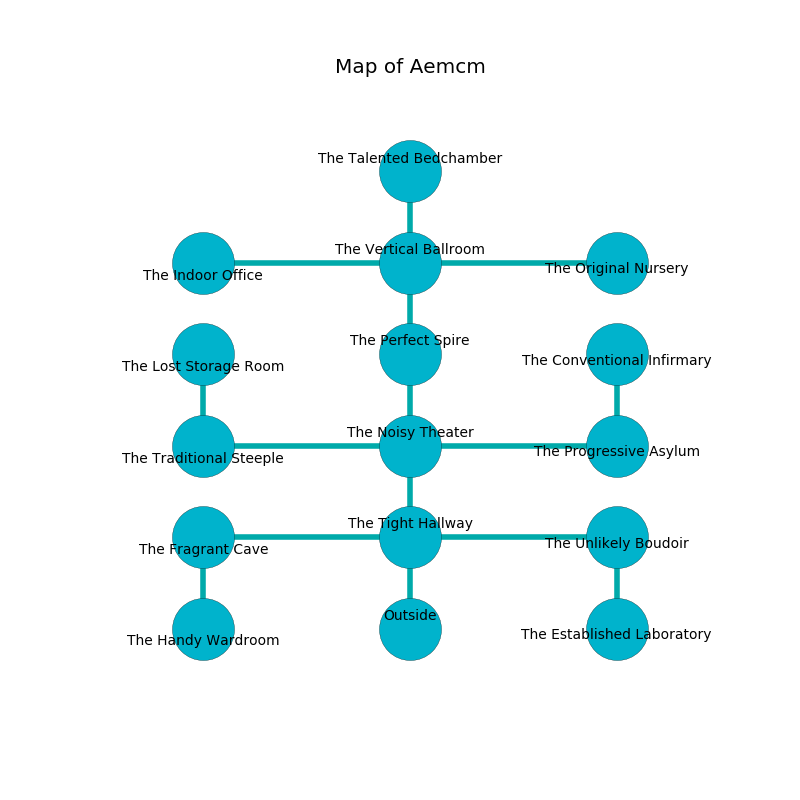 Map of Aemcm
The Talented Bedchamber
The Vertical Ballroom
The Indoor Office
The Original Nursery
The Perfect Spire
The Lost Storage Room
The Conventional Infirmary
The Noisy Theater
The Traditional Steeple
The Progressive Asylum
The Tight Hallway
The Fragrant Cave
The Unlikely Boudoir
Outside
The Handy Wardroom
The Established Laboratory